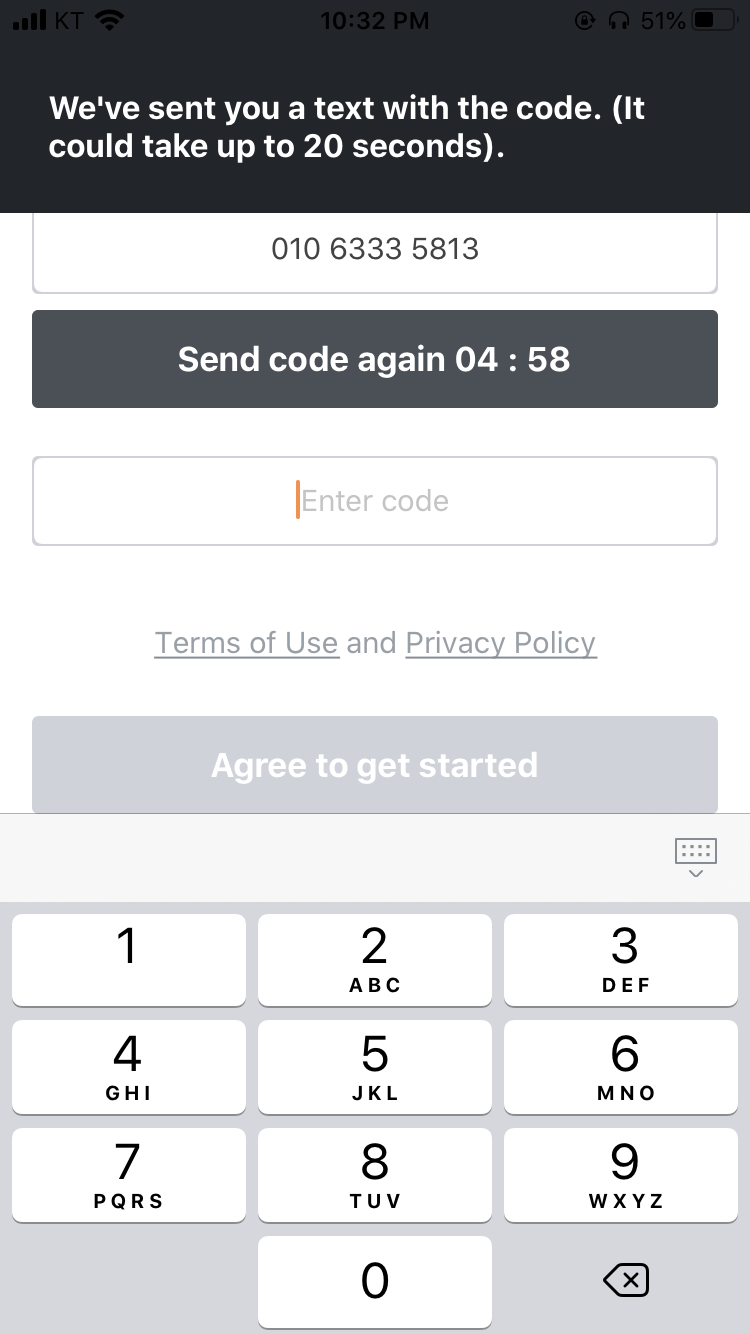 KT 10:32 PM 51%
We've sent you a text with the code. (It
could take up to 20 seconds).
010 6333 5813
Send code again 04 : 58
Enter code
Terms of Use and Privacy Policy
Agree to get started
1 2 3
ABC DEF
4 5 6
GHI JKL MNO
7 8 9
PQRS TUV WXYZ
0